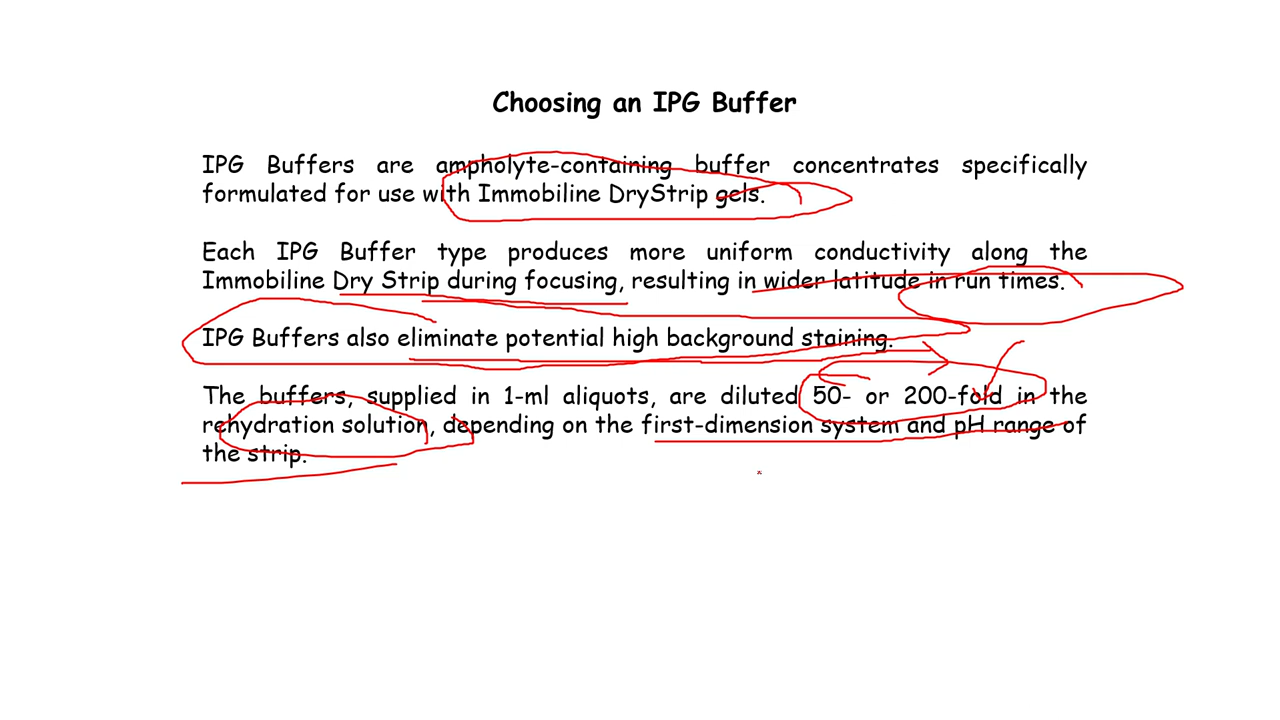 Choosing an IPG Buffer
IPG Buffers are ampholyte-containing buffer concentrates specifically
formulated for use with Immobiline DryStrip gels.
Each IPG Buffer type produces more uniform conductivity along the
Immobiline Dry Strip during focusing, resulting in wider latitude in run times.
IPG Buffers also eliminate potential high background staining.
The buffers, supplied in 1-ml aliquots, are diluted 50- or 200-fold in the
rehydration solution, depending on the first-dimension system and pH range of
the strip.